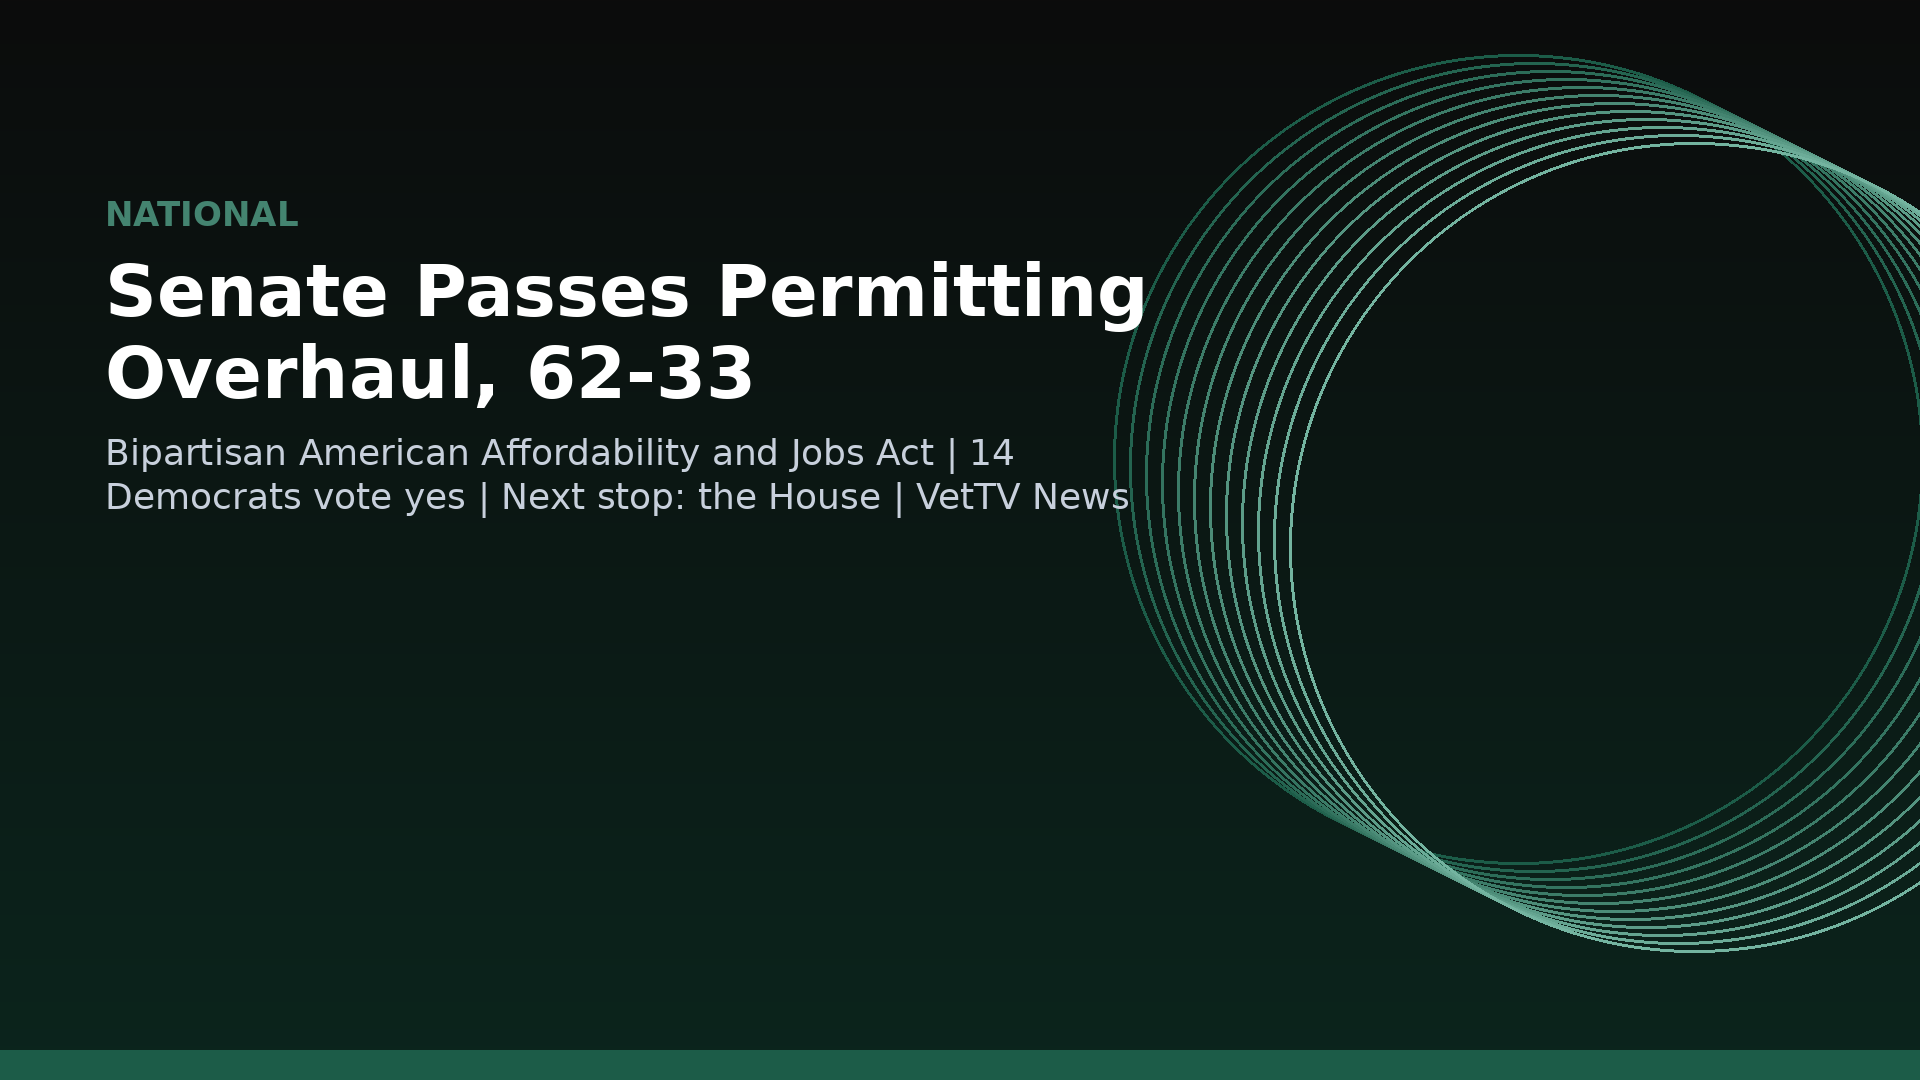 NATIONAL
Senate Passes Permitting
Overhaul, 62-33
Bipartisan American Affordability and Jobs Act | 14
Democrats vote yes | Next stop: the House | VetTV News